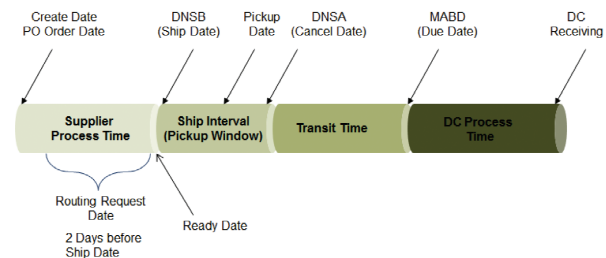 Create Date
PO Order Date
DNSB
(Ship Date)
Pickup
Date
DNSA
(Cancel Date)
MABD
(Due Date)
DC
Receiving
Supplier
Process Time
Ship Interval
(Pickup Window)
Transit Time
DC Process
Time
Routing Request
Date
2 Days before
Ship Date
Ready Date